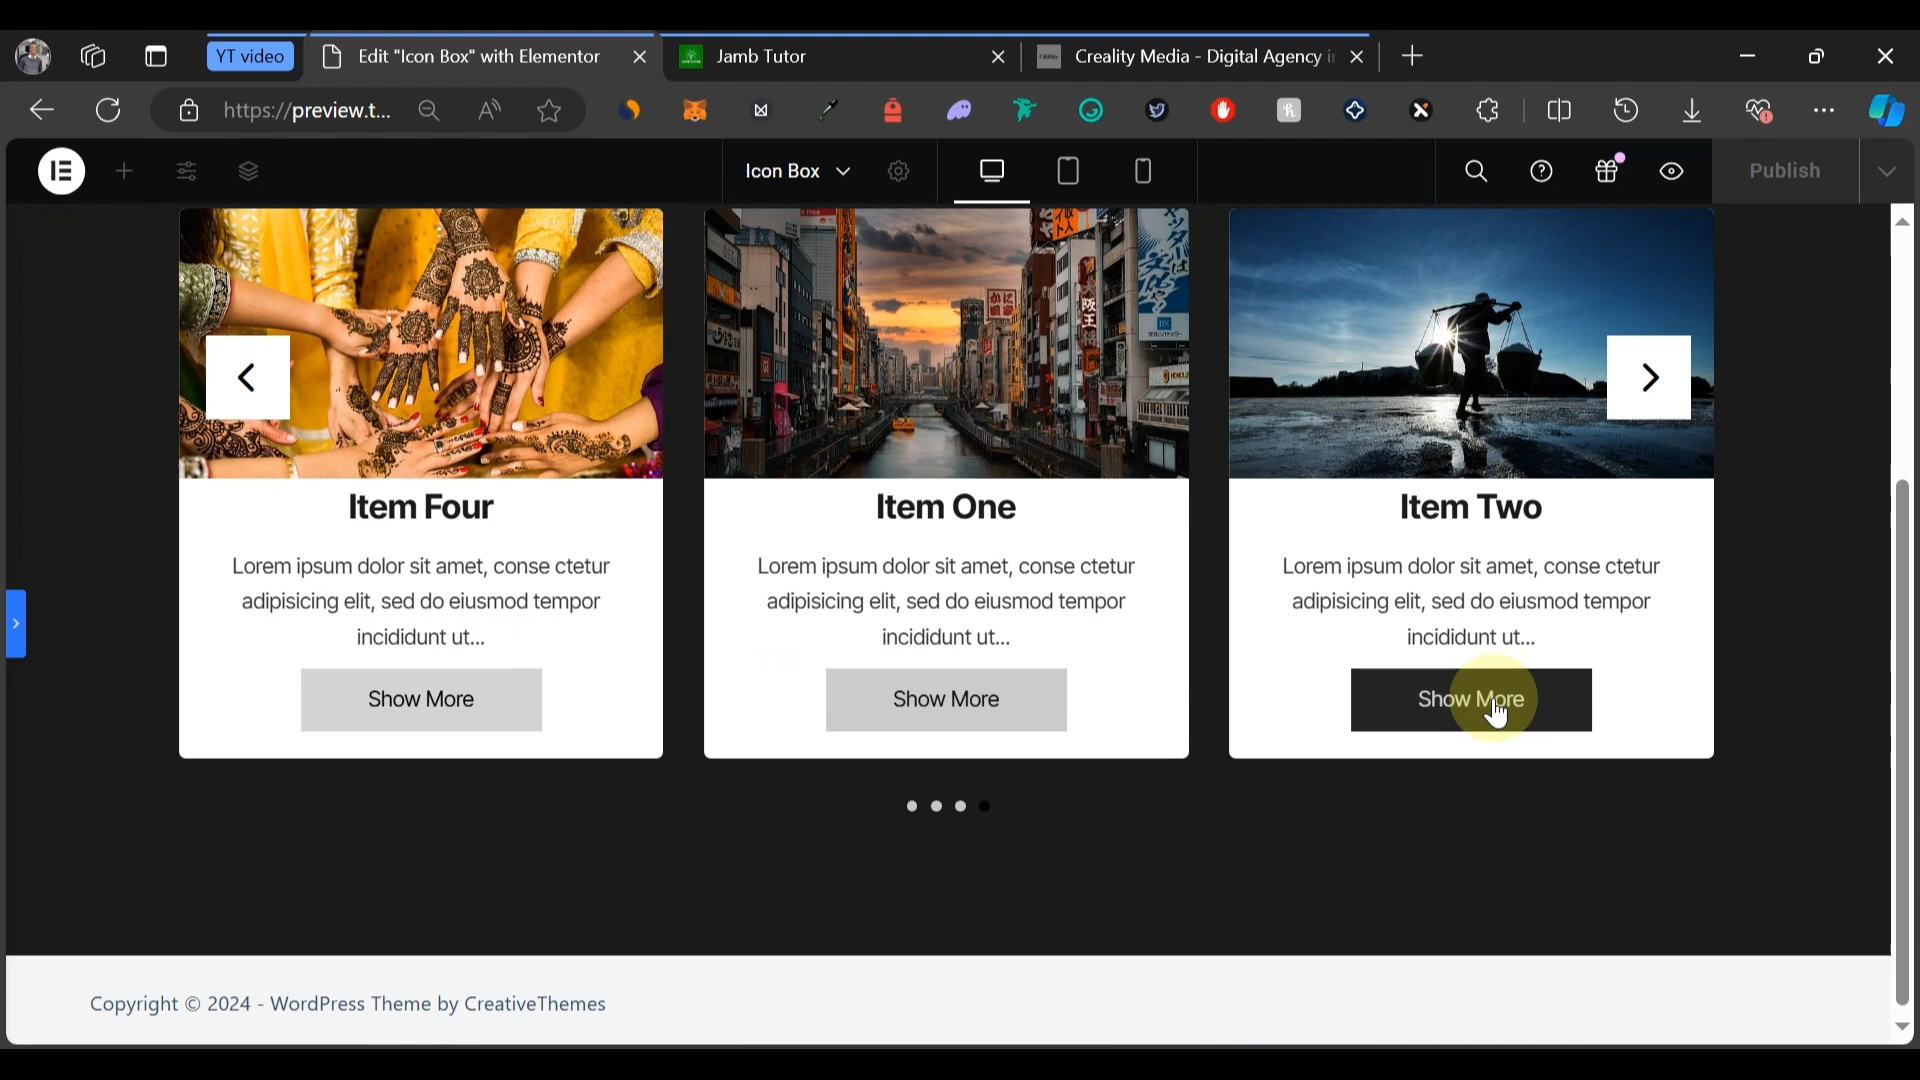 YT video
Edit "Icon Box" with Elementor
Jamb Tutor
Creality Media - Digital Agency i
https://preview.t...
Icon Box
Publish
Item Four
Lorem ipsum dolor sit amet, conse ctetur
adipisicing elit, sed do eiusmod tempor
incididunt ut...
Show More
Item One
Lorem ipsum dolor sit amet, conse ctetur
adipisicing elit, sed do eiusmod tempor
incididunt ut...
Show More
Item Two
Lorem ipsum dolor sit amet, conse ctetur
adipisicing elit, sed do eiusmod tempor
incididunt ut...
Show More
Copyright © 2024 - WordPress Theme by CreativeThemes